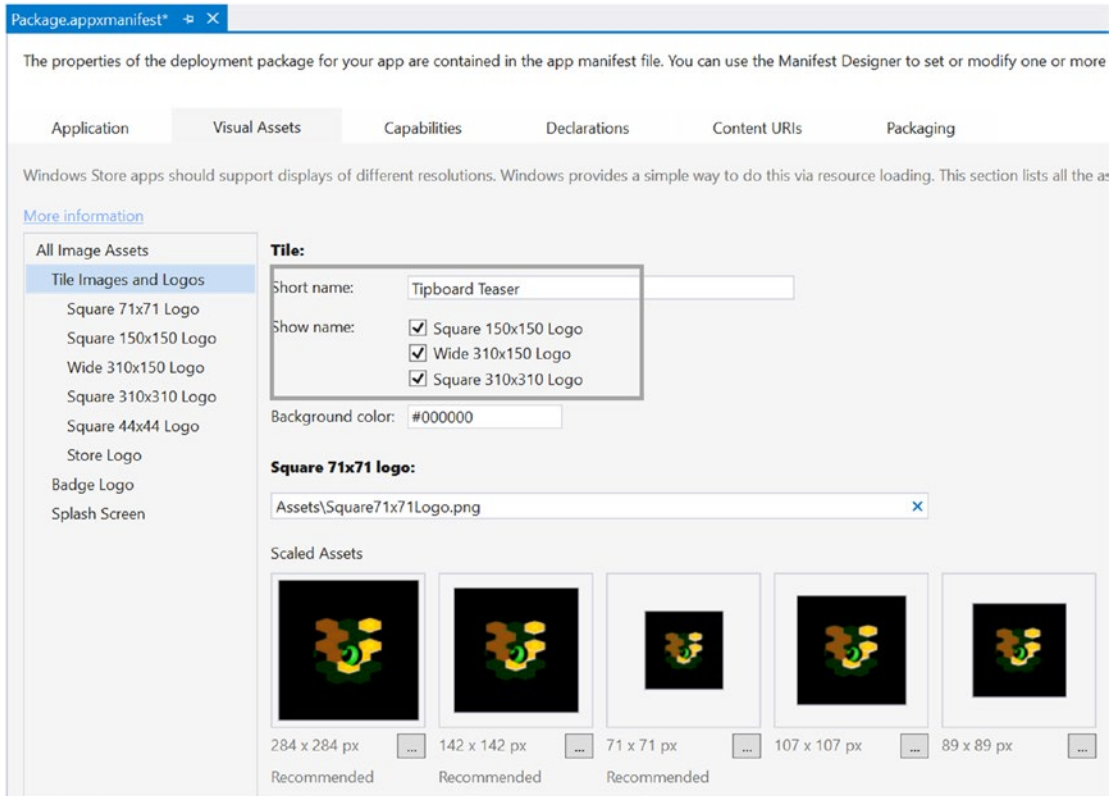 Package.appxmanifest*
The properties of the deployment package for your app are contained in the app manifest file. You can use the Manifest Designer to set or modify one or more
Application Visual Assets Capabilities Declarations Content URIs Packaging
Windows Store apps should support displays of different resolutions. Windows provides a simple way to do this via resource loading. This section lists all the as
More information
All Image Assets
Tile Images and Logos
Square 71x71 Logo
Square 150x150 Logo
Wide 310x150 Logo
Square 310x310 Logo
Square 44x44 Logo
Store Logo
Badge Logo
Splash Screen
Tile:
Short name: Tipboard Teaser
Show name: Square 150x150 Logo
Wide 310x150 Logo
Square 310x310 Logo
Background color: #000000
Square 71x71 logo:
Assets\Square71x71Logo.png
Scaled Assets
284 x 284 px ... 142 x 142 px ... 71 x 71 px ... 107 x 107 px ... 89 x 89 px ...
Recommended Recommended Recommended